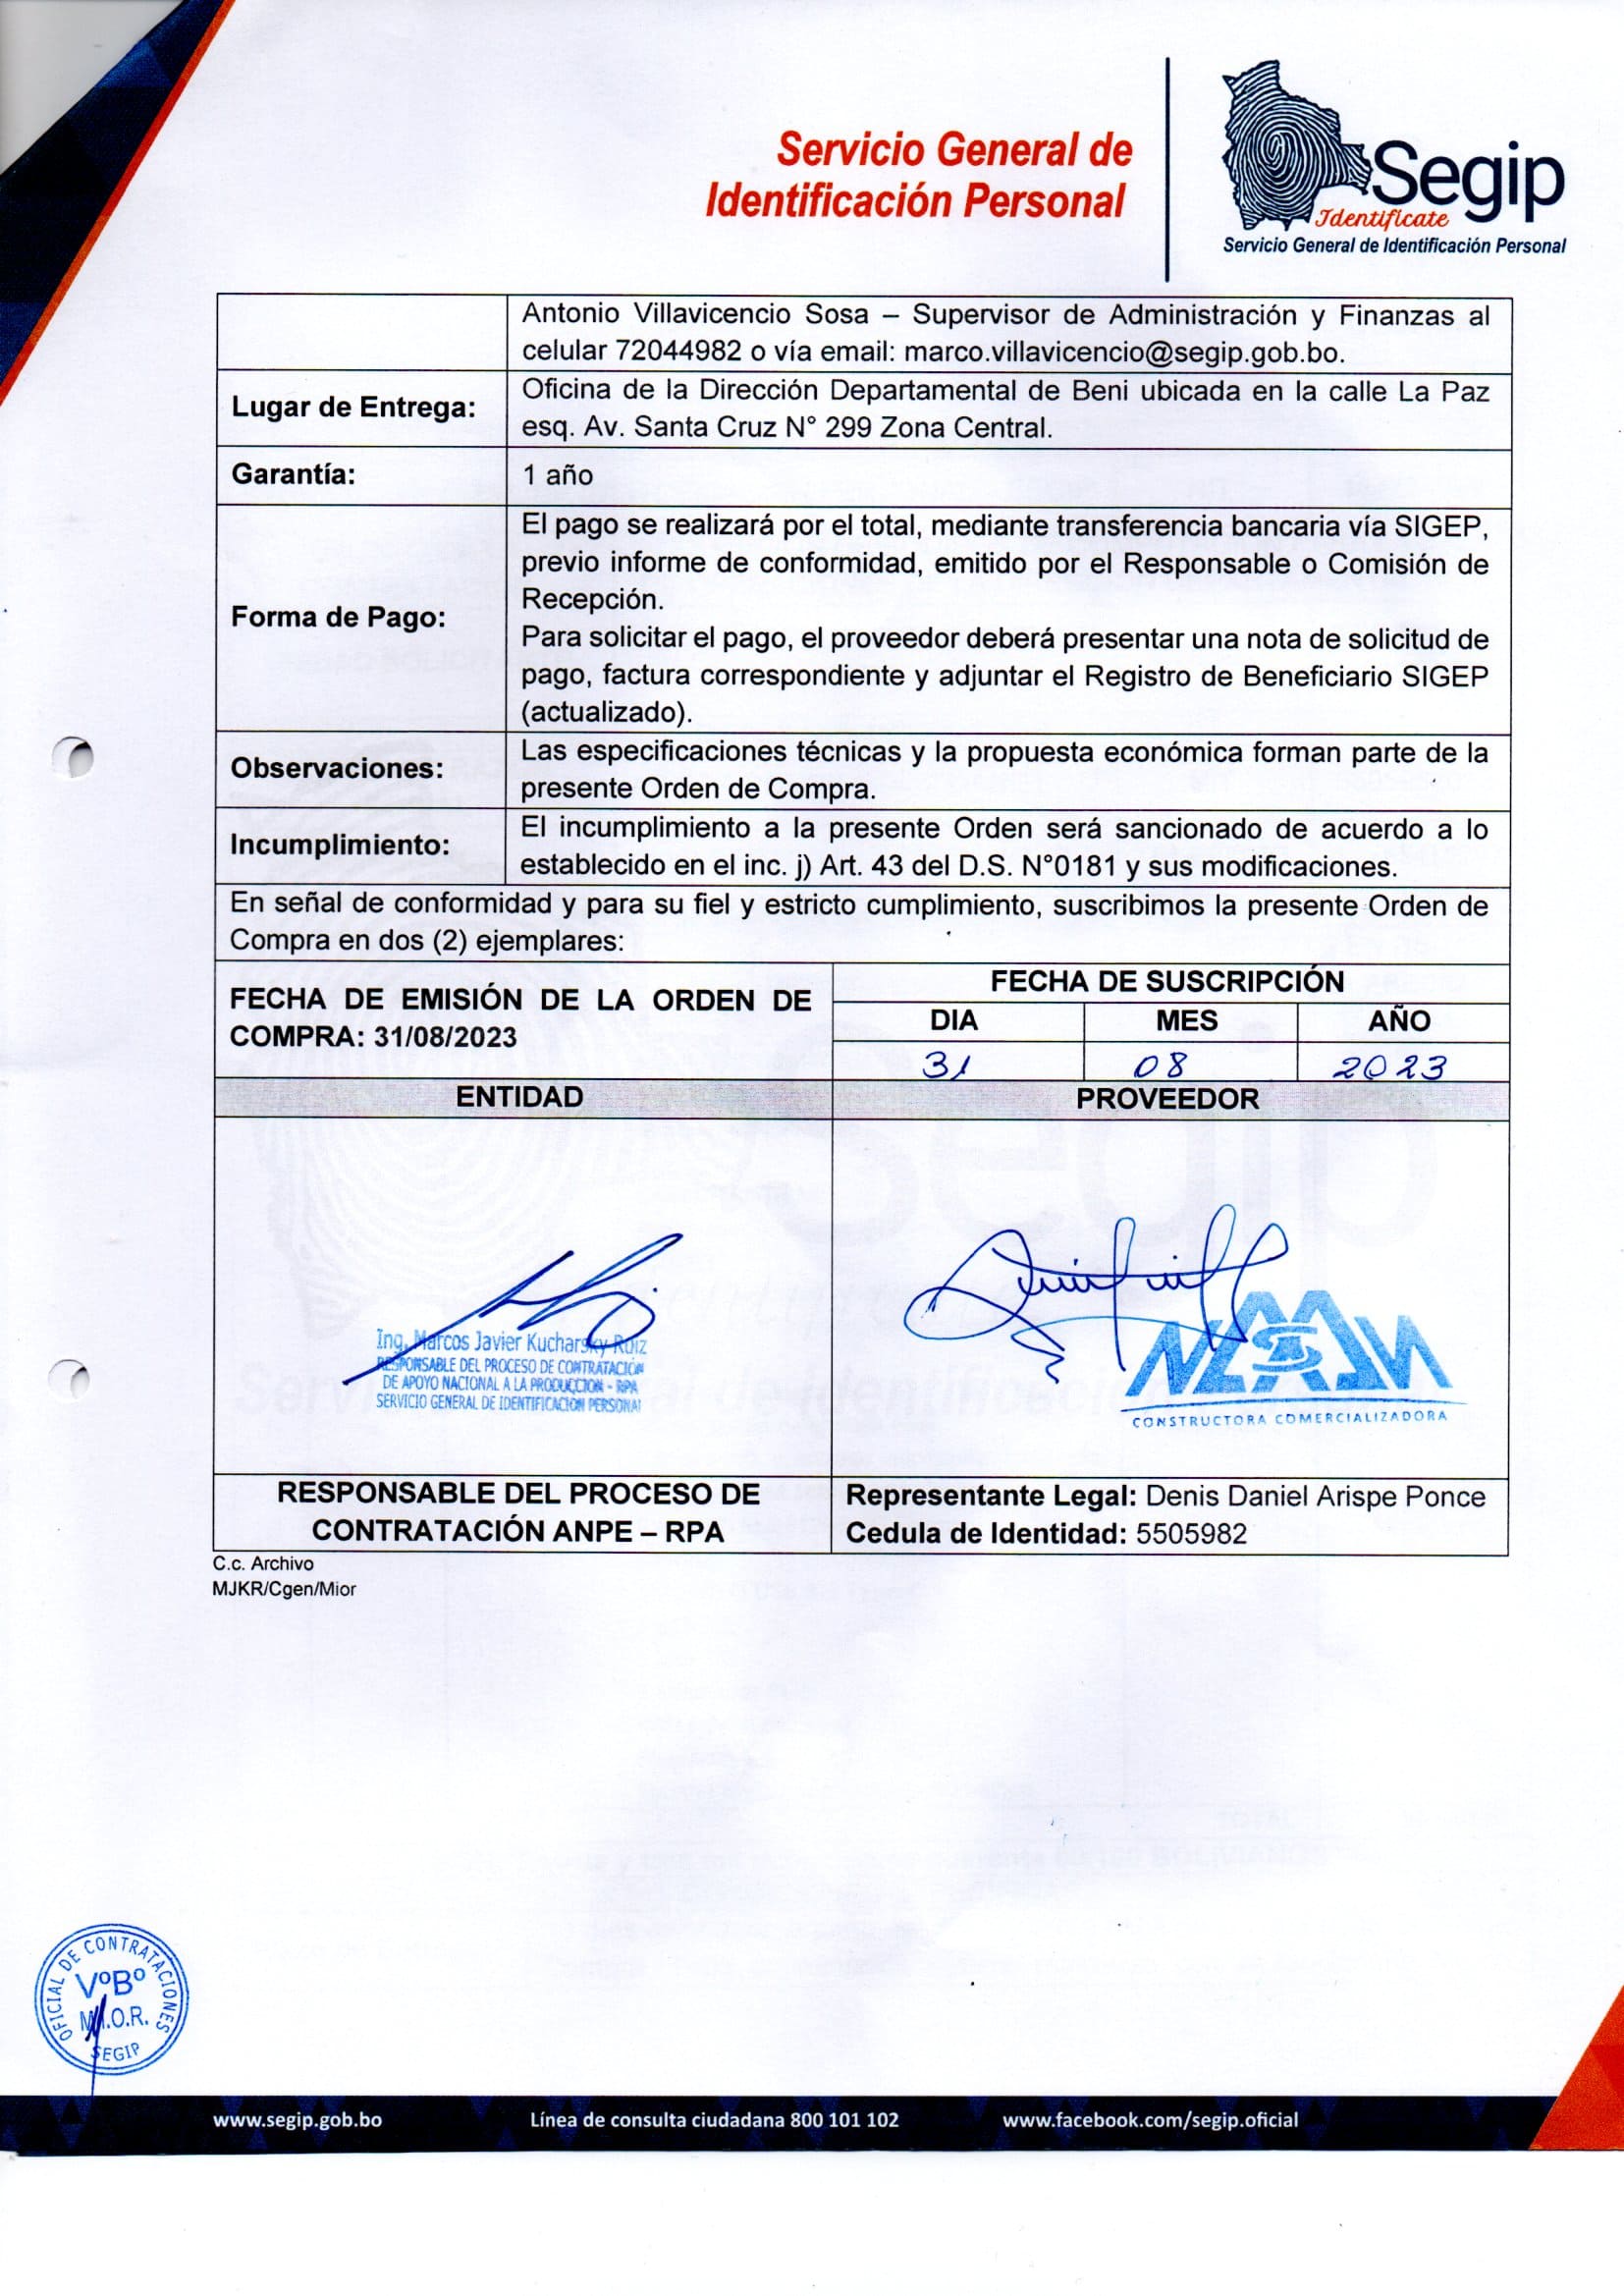 Servicio General de
Identificación Personal
Segip
Identifícate
Servicio General de Identificación Personal
Antonio Villavicencio Sosa – Supervisor de Administración y Finanzas al
celular 72044982 o vía email: marco.villavicencio@segip.gob.bo.
Lugar de Entrega:
Oficina de la Dirección Departamental de Beni ubicada en la calle La Paz
esq. Av. Santa Cruz N° 299 Zona Central.
Garantía:
1 año
Forma de Pago:
El pago se realizará por el total, mediante transferencia bancaria vía SIGEP,
previo informe de conformidad, emitido por el Responsable o Comisión de
Recepción.
Para solicitar el pago, el proveedor deberá presentar una nota de solicitud de
pago, factura correspondiente y adjuntar el Registro de Beneficiario SIGEP
(actualizado).
Observaciones:
Las especificaciones técnicas y la propuesta económica forman parte de la
presente Orden de Compra.
Incumplimiento:
El incumplimiento a la presente Orden será sancionado de acuerdo a lo
establecido en el inc. j) Art. 43 del D.S. N°0181 y sus modificaciones.
En señal de conformidad y para su fiel y estricto cumplimiento, suscribimos la presente Orden de
Compra en dos (2) ejemplares:
FECHA DE EMISIÓN DE LA ORDEN DE
COMPRA: 31/08/2023
FECHA DE SUSCRIPCIÓN
DIA MES AÑO
31 08 2023
ENTIDAD PROVEEDOR
Ing. Marcos Javier Kucharsky Ruiz
RESPONSABLE DEL PROCESO DE CONTRATACIÓN
DE APOYO NACIONAL A LA PRODUCCION - RPA
SERVICIO GENERAL DE IDENTIFICACION PERSONAL
CONSTRUCTORA COMERCIALIZADORA
RESPONSABLE DEL PROCESO DE
CONTRATACIÓN ANPE – RPA
Representante Legal: Denis Daniel Arispe Ponce
Cedula de Identidad: 5505982
C.c. Archivo
MJKR/Cgen/Mior
OFICIAL DE CONTRATACIONES
VºBº
M.I.O.R.
SEGIP
www.segip.gob.bo Línea de consulta ciudadana 800 101 102 www.facebook.com/segip.oficial